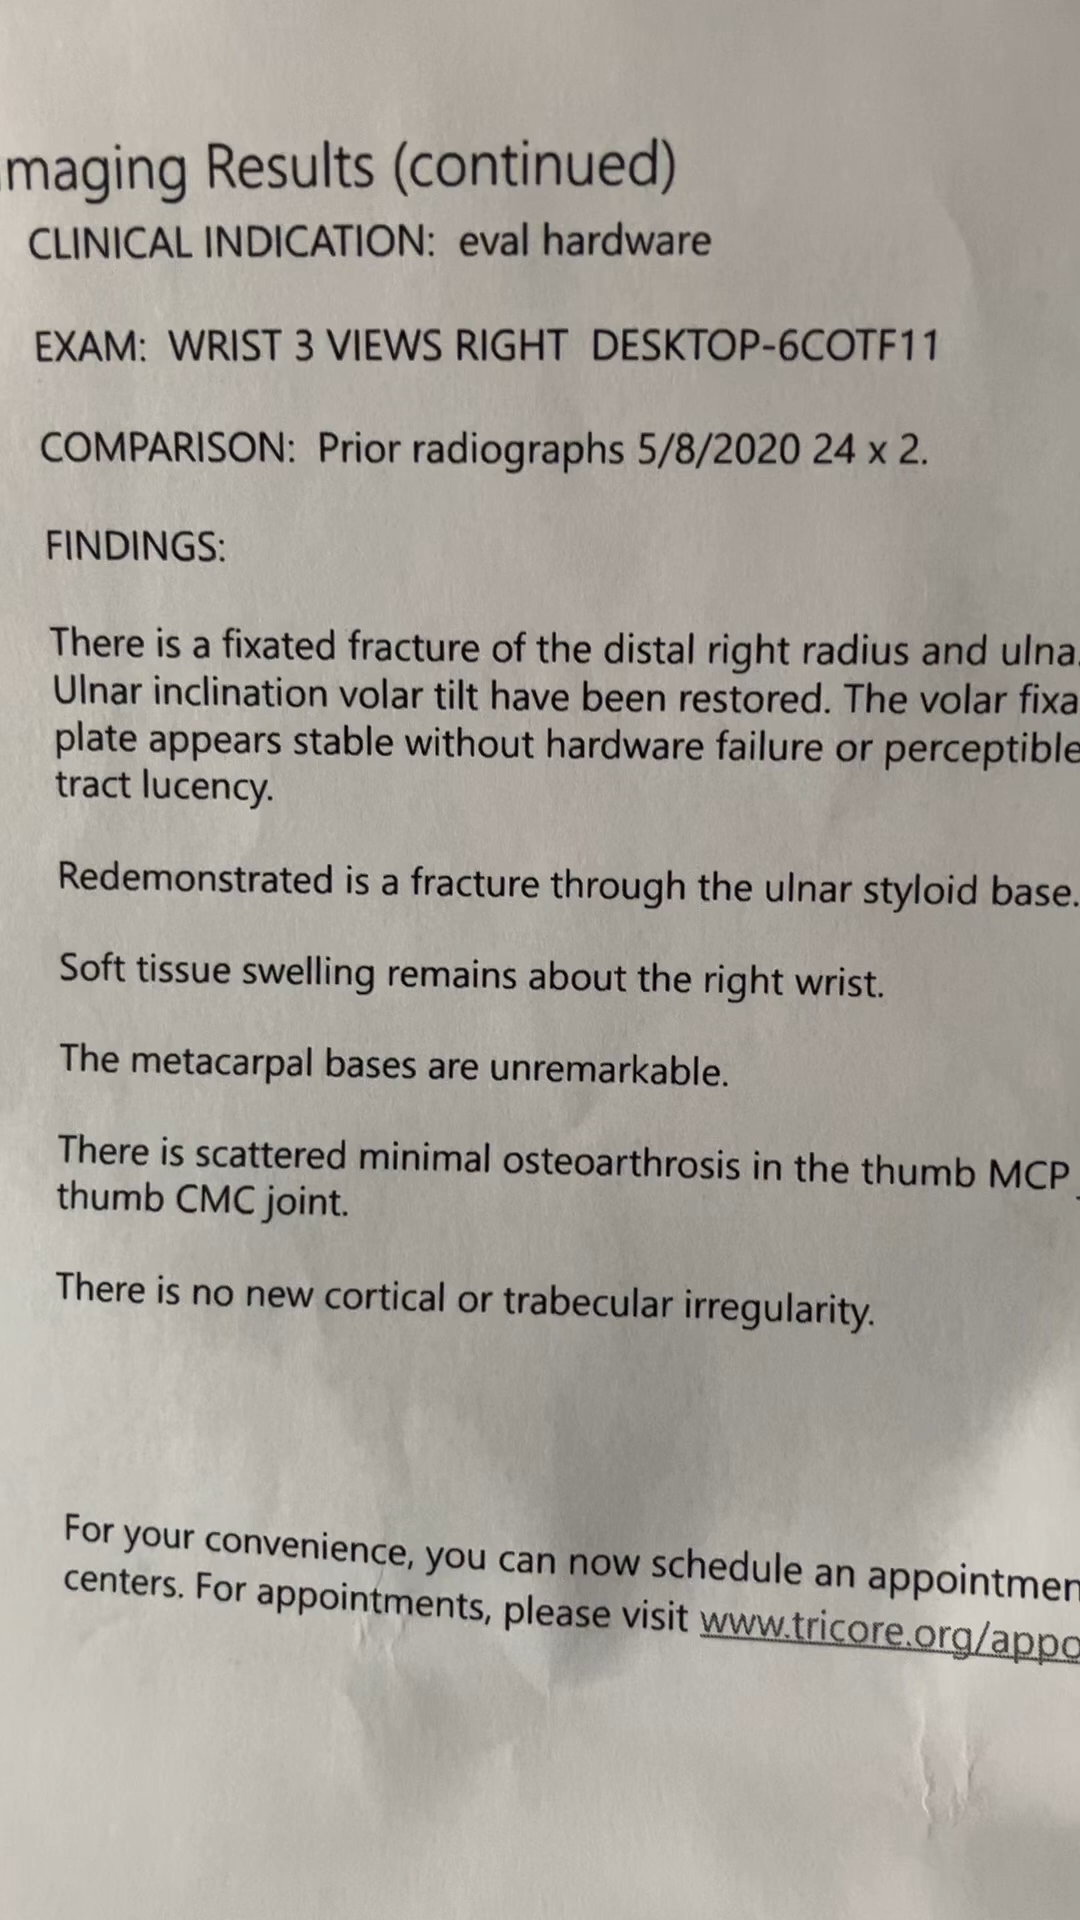 maging Results (continued)
CLINICAL INDICATION: eval hardware
EXAM: WRIST 3 VIEWS RIGHT DESKTOP-6COTF11
COMPARISON: Prior radiographs 5/8/2020 24 x 2.
FINDINGS:
There is a fixated fracture of the distal right radius and ulna.
Ulnar inclination volar tilt have been restored. The volar fixa
plate appears stable without hardware failure or perceptible
tract lucency.
Redemonstrated is a fracture through the ulnar styloid base.
Soft tissue swelling remains about the right wrist.
The metacarpal bases are unremarkable.
There is scattered minimal osteoarthrosis in the thumb MCP
thumb CMC joint.
There is no new cortical or trabecular irregularity.
For your convenience, you can now schedule an appointmen
centers. For appointments, please visit www.tricore.org/appo